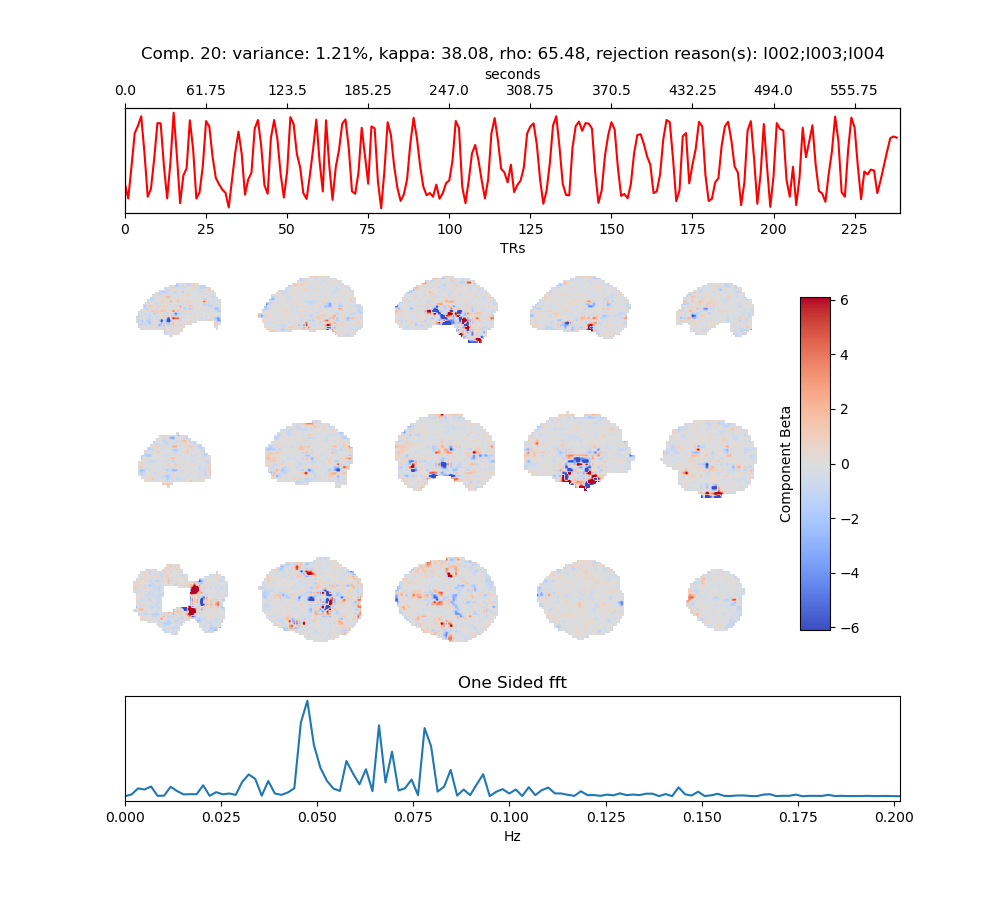 Comp. 20: variance: 1.21%, kappa: 38.08, rho: 65.48, rejection reason(s): I002;I003;I004
seconds
0.0 61.75 123.5 185.25 247.0 308.75 370.5 432.25 494.0 555.75
0 25 50 75 100 125 150 175 200 225
TRs
6
4
2
0
−2
−4
−6
Component Beta
One Sided fft
0.000 0.025 0.050 0.075 0.100 0.125 0.150 0.175 0.200
Hz